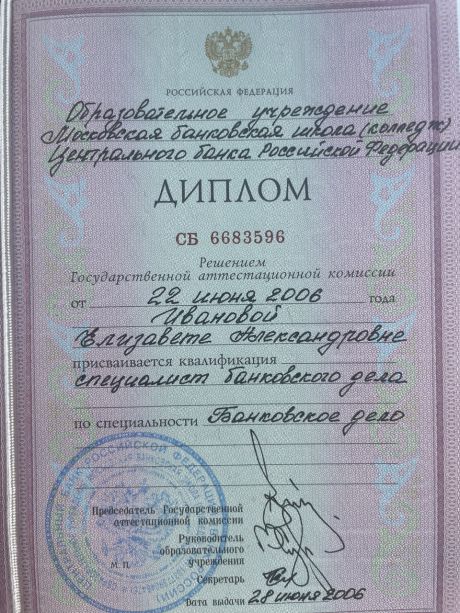 РОССИЙСКАЯ ФЕДЕРАЦИЯ
Образовательное учреждение
Московская банковская школа (колледж)
Центрального банка Российской Федерации
ДИПЛОМ
СБ 6683596
Решением
Государственной аттестационной комиссии
от 22 июня 2006 года
Ивановой
Елизавете Александровне
присваивается квалификация
специалист банковского дела
по специальности Банковское дело
Председатель Государственной
аттестационной комиссии
Руководитель
образовательного
учреждения
М. П.
Секретарь
Дата выдачи 28 июня 2006